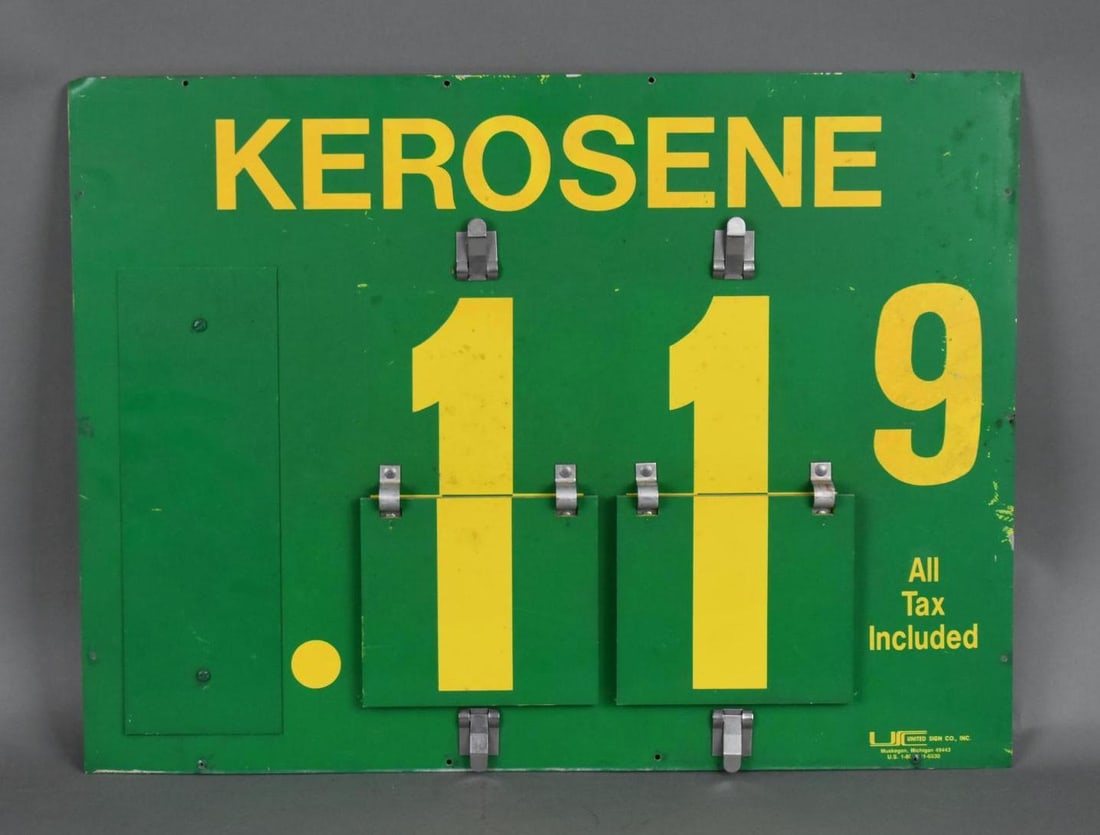 KEROSENE
.119
All
Tax
Included
UNITED SIGN CO., INC.
Muskegon, Michigan 49443